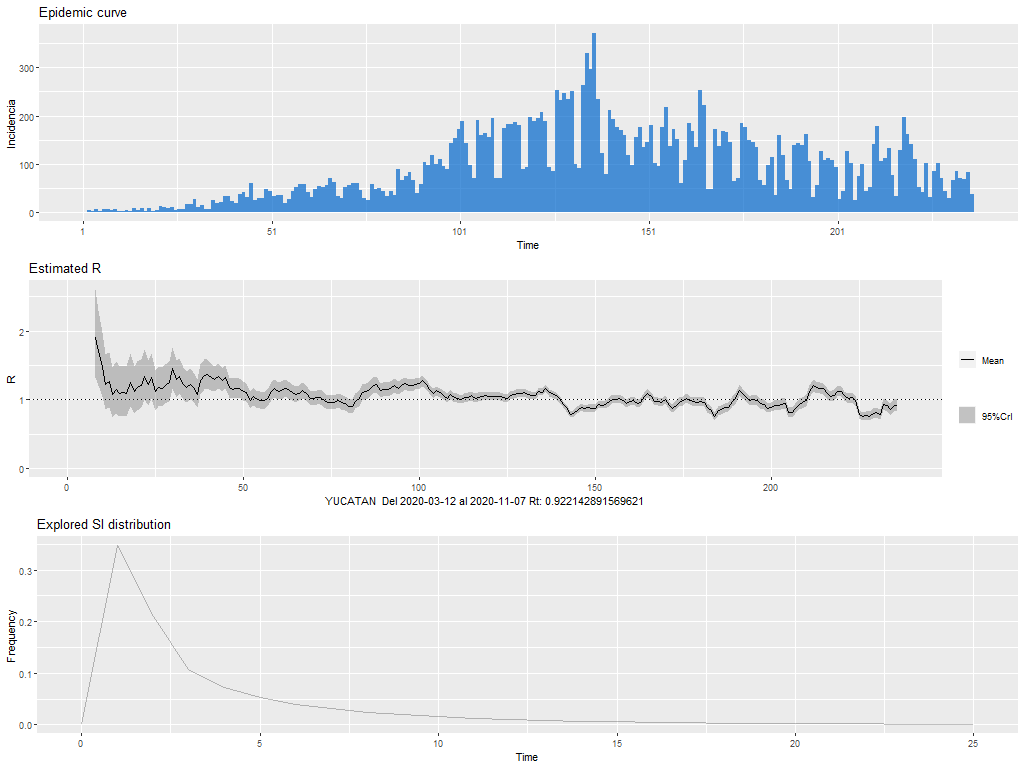 Epidemic curve
Incidencia
300
200
100
0
1 51 101 151 201
Time
Estimated R
R
2
1
0
Mean
95%CrI
0 50 100 150 200
YUCATAN Del 2020-03-12 al 2020-11-07 Rt: 0.922142891569621
Explored SI distribution
Frequency
0.3
0.2
0.1
0.0
0 5 10 15 20 25
Time